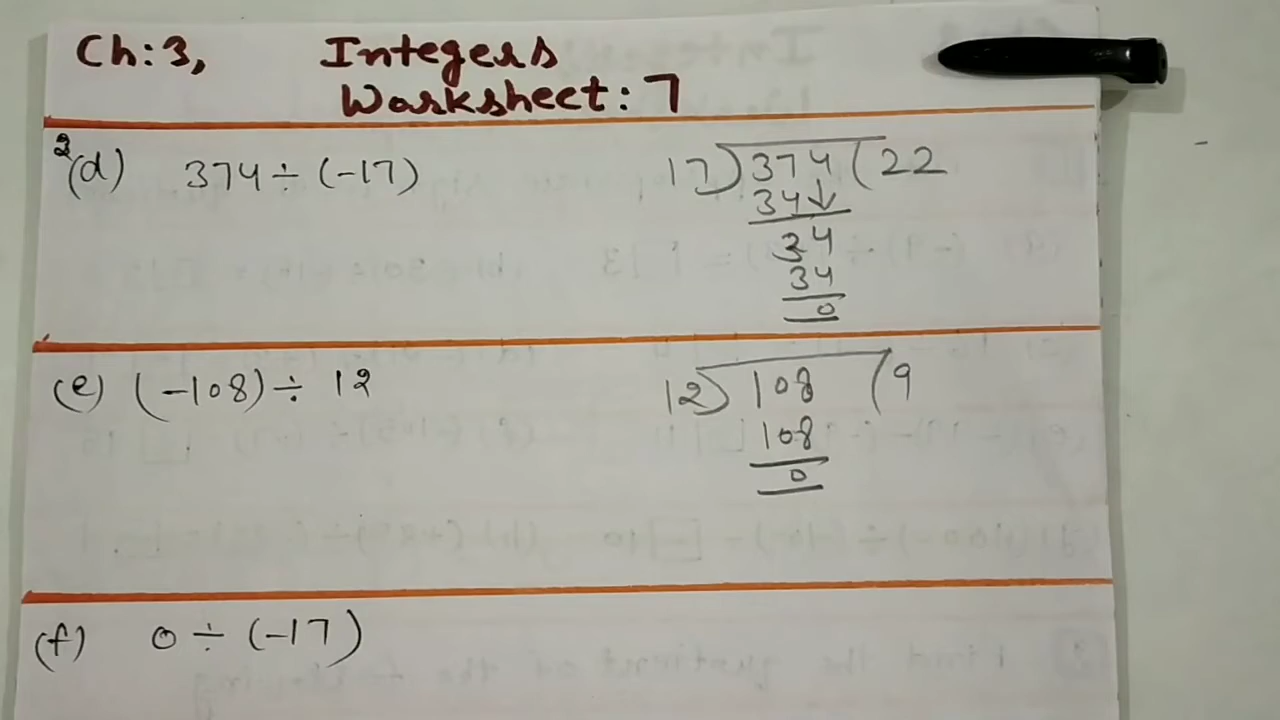 Ch: 3, Integers
Worksheet: 7
2(d) 374 ÷ (-17)
17) 374 (22
34↓
34
34
0
(e) (-108) ÷ 12
12) 108 (9
108
0
(f) 0 ÷ (-17)